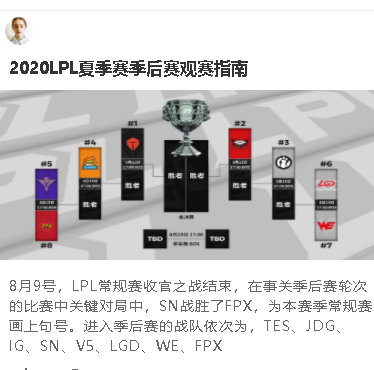 2020LPL夏季赛季后赛观赛指南
#1
#2
#4
#3
#5
#6
胜者
胜者
胜者
胜者
胜者
胜者
LGD
WE
#8
#7
总决赛
TBD
TBD
8月9号，LPL常规赛收官之战结束，在事关季后赛轮次
的比赛中关键对局中，SN战胜了FPX，为本赛季常规赛
画上句号。进入季后赛的战队依次为，TES、JDG、
IG、SN、V5、LGD、WE、FPX